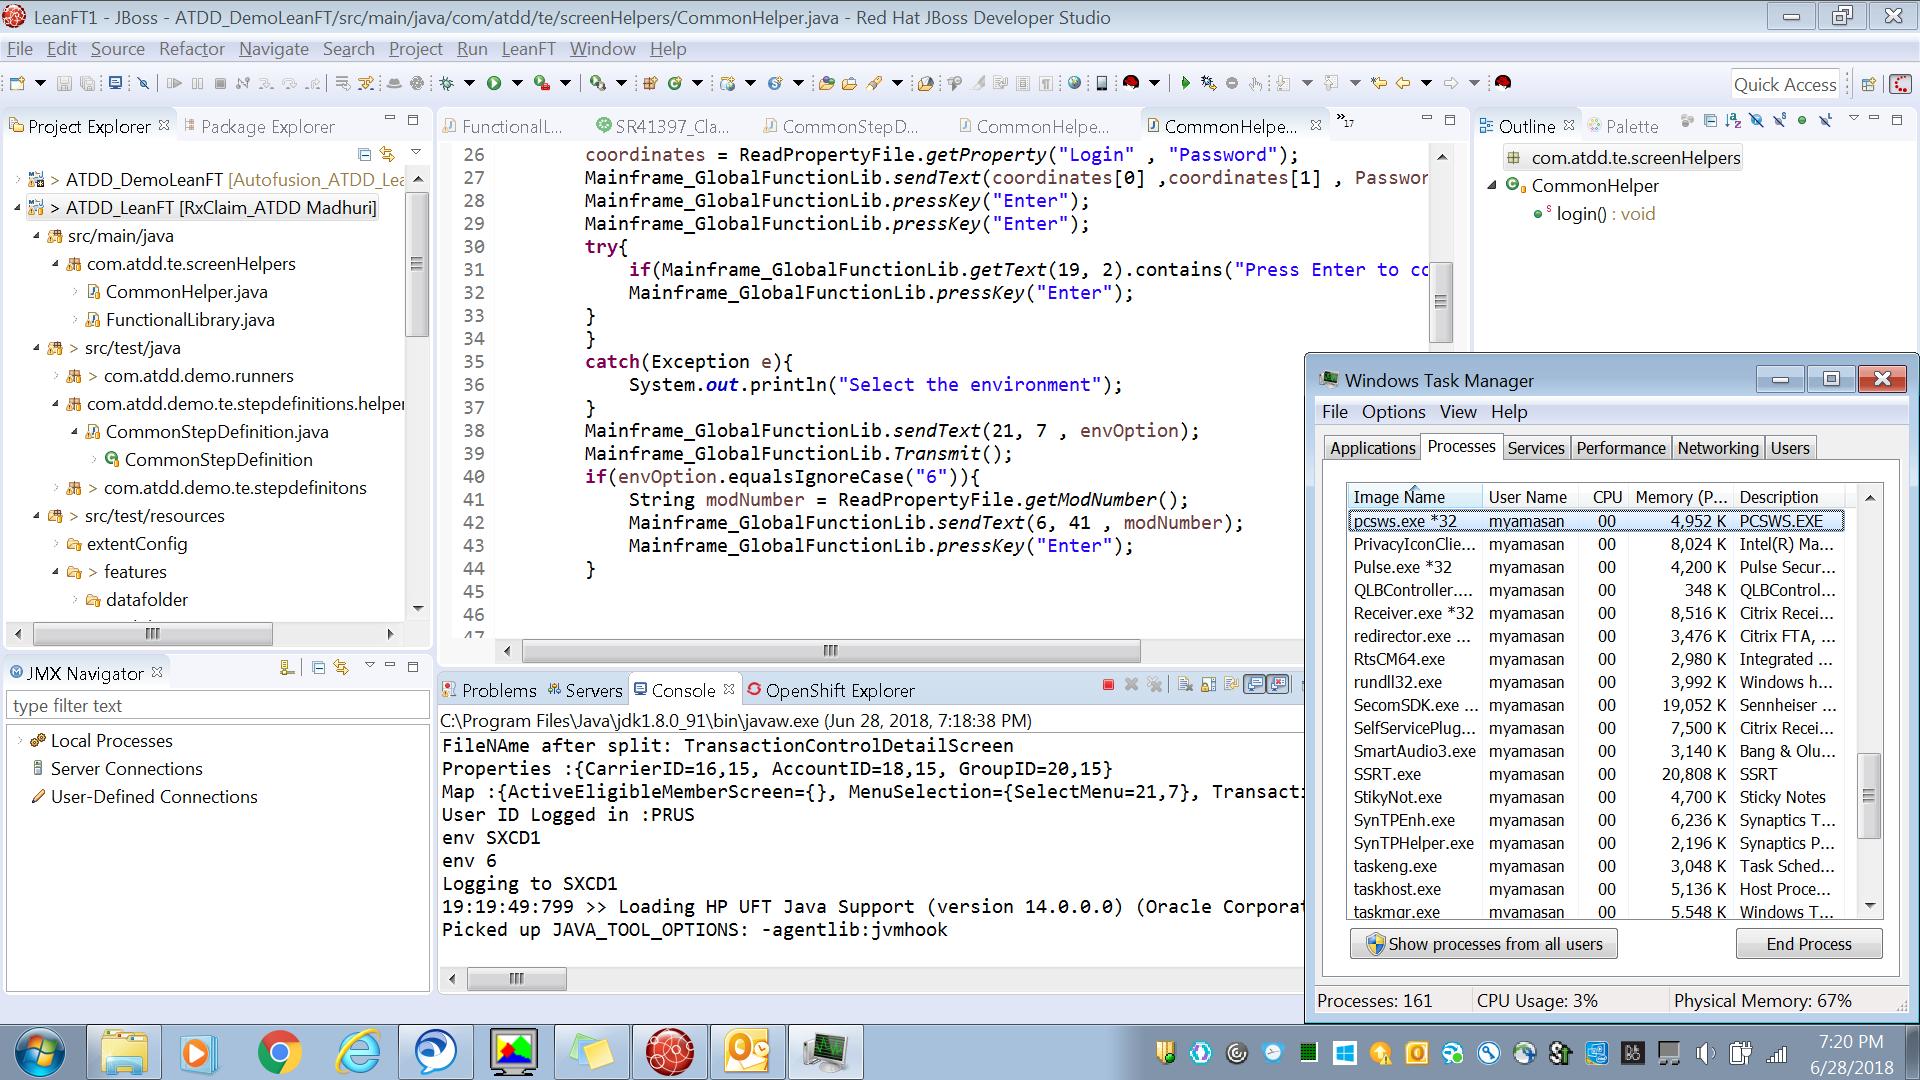 LeanFT1 - JBoss - ATDD_DemoLeanFT/src/main/java/com/atdd/te/screenHelpers/CommonHelper.java - Red Hat JBoss Developer Studio
File Edit Source Refactor Navigate Search Project Run LeanFT Window Help
Quick Access
Project Explorer
Package Explorer
> ATDD_DemoLeanFT [Autofusion_ATDD_Lea
> ATDD_LeanFT [RxClaim_ATDD Madhuri]
src/main/java
com.atdd.te.screenHelpers
CommonHelper.java
FunctionalLibrary.java
> src/test/java
> com.atdd.demo.runners
com.atdd.demo.te.stepdefinitions.helper
CommonStepDefinition.java
CommonStepDefinition
> com.atdd.demo.te.stepdefinitons
> src/test/resources
extentConfig
> features
datafolder
FunctionalL... SR41397_Cla... CommonStepD... CommonHelpe... CommonHelpe... »17
26 coordinates = ReadPropertyFile.getProperty("Login" , "Password");
27 Mainframe_GlobalFunctionLib.sendText(coordinates[0] ,coordinates[1] , Passwor
28 Mainframe_GlobalFunctionLib.pressKey("Enter");
29 Mainframe_GlobalFunctionLib.pressKey("Enter");
30 try{
31 if(Mainframe_GlobalFunctionLib.getText(19, 2).contains("Press Enter to co
32 Mainframe_GlobalFunctionLib.pressKey("Enter");
33 }
34 }
35 catch(Exception e){
36 System.out.println("Select the environment");
37 }
38 Mainframe_GlobalFunctionLib.sendText(21, 7 , envOption);
39 Mainframe_GlobalFunctionLib.Transmit();
40 if(envOption.equalsIgnoreCase("6")){
41 String modNumber = ReadPropertyFile.getModNumber();
42 Mainframe_GlobalFunctionLib.sendText(6, 41 , modNumber);
43 Mainframe_GlobalFunctionLib.pressKey("Enter");
44 }
45
46
47
Outline
Palette
com.atdd.te.screenHelpers
CommonHelper
login() : void
JMX Navigator
type filter text
Local Processes
Server Connections
User-Defined Connections
Problems Servers Console OpenShift Explorer
C:\Program Files\Java\jdk1.8.0_91\bin\javaw.exe (Jun 28, 2018, 7:18:38 PM)
FileNAme after split: TransactionControlDetailScreen
Properties :{CarrierID=16,15, AccountID=18,15, GroupID=20,15}
Map :{ActiveEligibleMemberScreen={}, MenuSelection={SelectMenu=21,7}, Transacti
User ID Logged in :PRUS
env SXCD1
env 6
Logging to SXCD1
19:19:49:799 >> Loading HP UFT Java Support (version 14.0.0.0) (Oracle Corporat
Picked up JAVA_TOOL_OPTIONS: -agentlib:jvmhook
Windows Task Manager
File Options View Help
Applications Processes Services Performance Networking Users
Image Name User Name CPU Memory (P... Description
pcsws.exe *32 myamasan 00 4,952 K PCSWS.EXE
PrivacyIconClie... myamasan 00 8,024 K Intel(R) Ma...
Pulse.exe *32 myamasan 00 4,200 K Pulse Secur...
QLBController.... myamasan 00 348 K QLBControl...
Receiver.exe *32 myamasan 00 8,516 K Citrix Recei...
redirector.exe ... myamasan 00 3,476 K Citrix FTA, ...
RtsCM64.exe myamasan 00 2,980 K Integrated ...
rundll32.exe myamasan 00 3,992 K Windows h...
SecomSDK.exe ... myamasan 00 19,052 K Sennheiser ...
SelfServicePlug... myamasan 00 7,500 K Citrix Recei...
SmartAudio3.exe myamasan 00 3,140 K Bang & Olu...
SSRT.exe myamasan 00 20,808 K SSRT
StikyNot.exe myamasan 00 4,700 K Sticky Notes
SynTPEnh.exe myamasan 00 6,236 K Synaptics T...
SynTPHelper.exe myamasan 00 2,196 K Synaptics P...
taskeng.exe myamasan 00 3,048 K Task Sched...
taskhost.exe myamasan 00 5,136 K Host Proce...
taskmgr.exe myamasan 00 5,548 K Windows T...
Show processes from all users
End Process
Processes: 161 CPU Usage: 3% Physical Memory: 67%
7:20 PM
6/28/2018